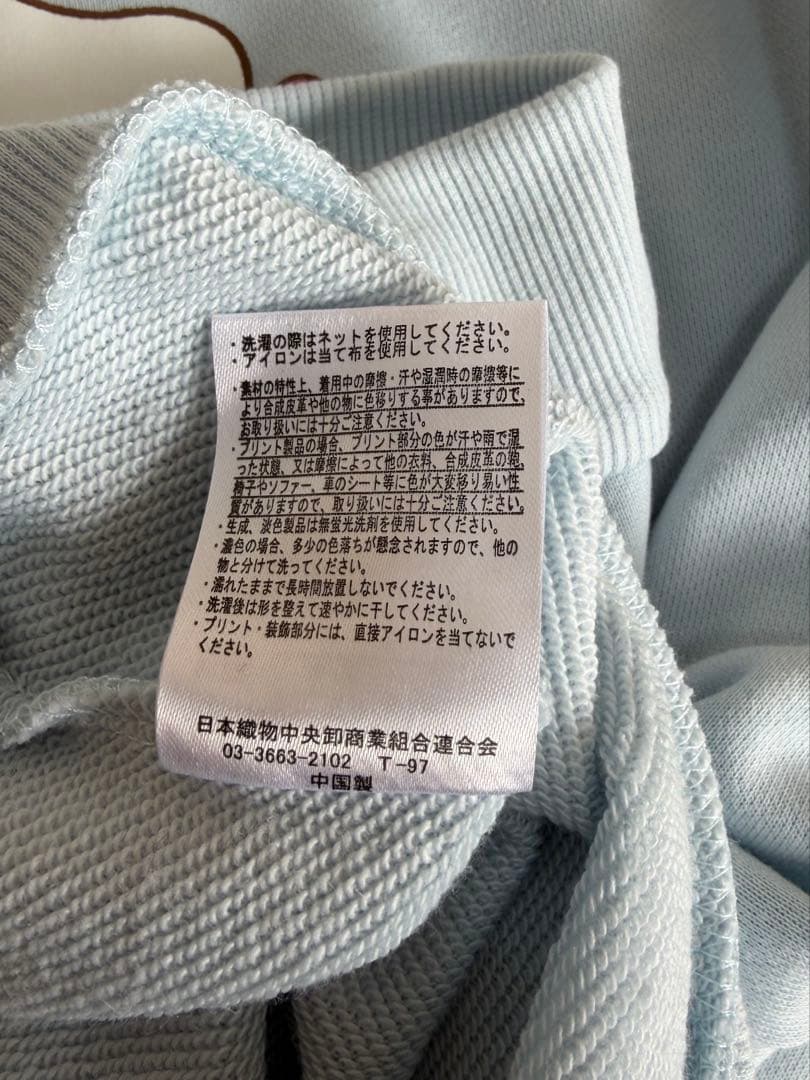 ・洗濯の際はネットを使用してください。
・アイロンは当て布を使用してください。
・素材の特性上、着用中の摩擦・汗や湿潤時の摩擦等に
より合成皮革や他の物に色移りする事がありますので、
お取り扱いには十分ご注意ください。
・プリント製品の場合、プリント部分の色が汗や雨で湿
った状態、又は摩擦によって他の衣料、合成皮革の鞄、
椅子やソファー、車のシート等に色が大変移り易い性
質がありますので、取り扱いには十分ご注意ください。
・生成、淡色製品は無蛍光洗剤を使用してください。
・濃色の場合、多少の色落ちが懸念されますので、他の
物と分けて洗ってください。
・濡れたままで長時間放置しないでください。
・洗濯後は形を整えて速やかに干してください。
・プリント・装飾部分には、直接アイロンを当てないで
ください。
日本織物中央卸商業組合連合会
03-3663-2102 T-97
中国製